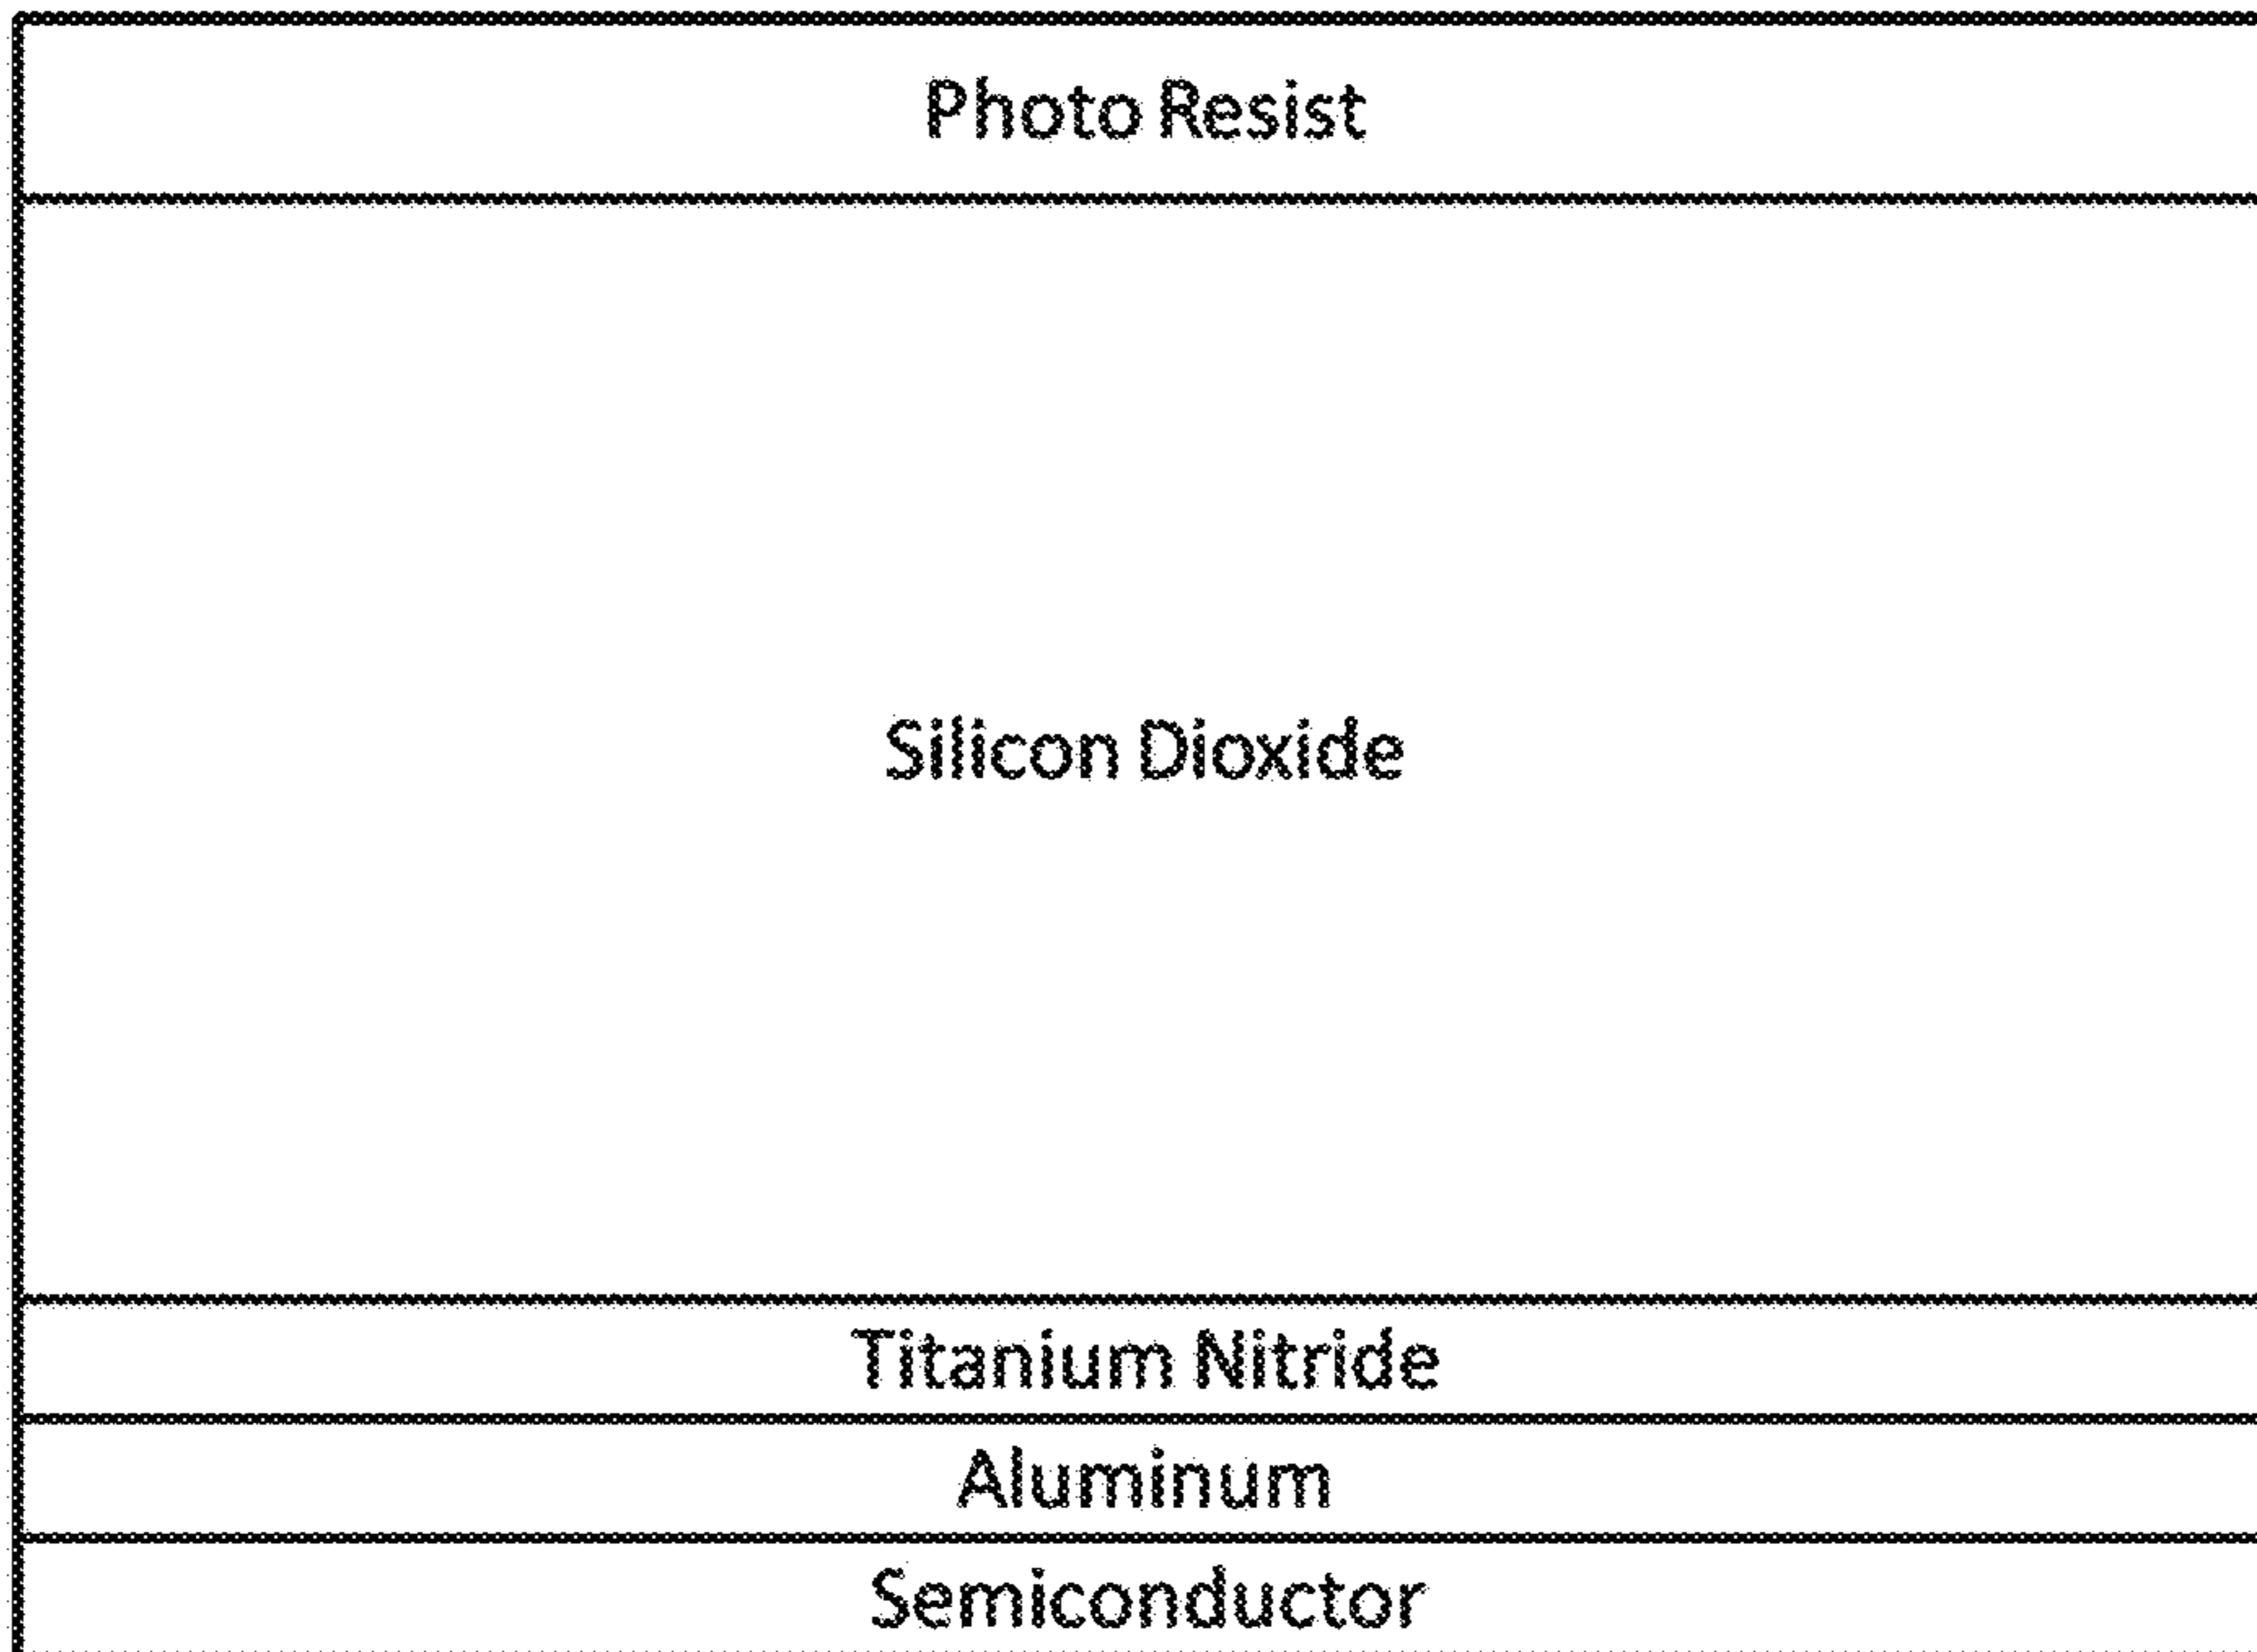 Photo Resist
Silicon Dioxide
Titanium Nitride
Aluminum
Semiconductor